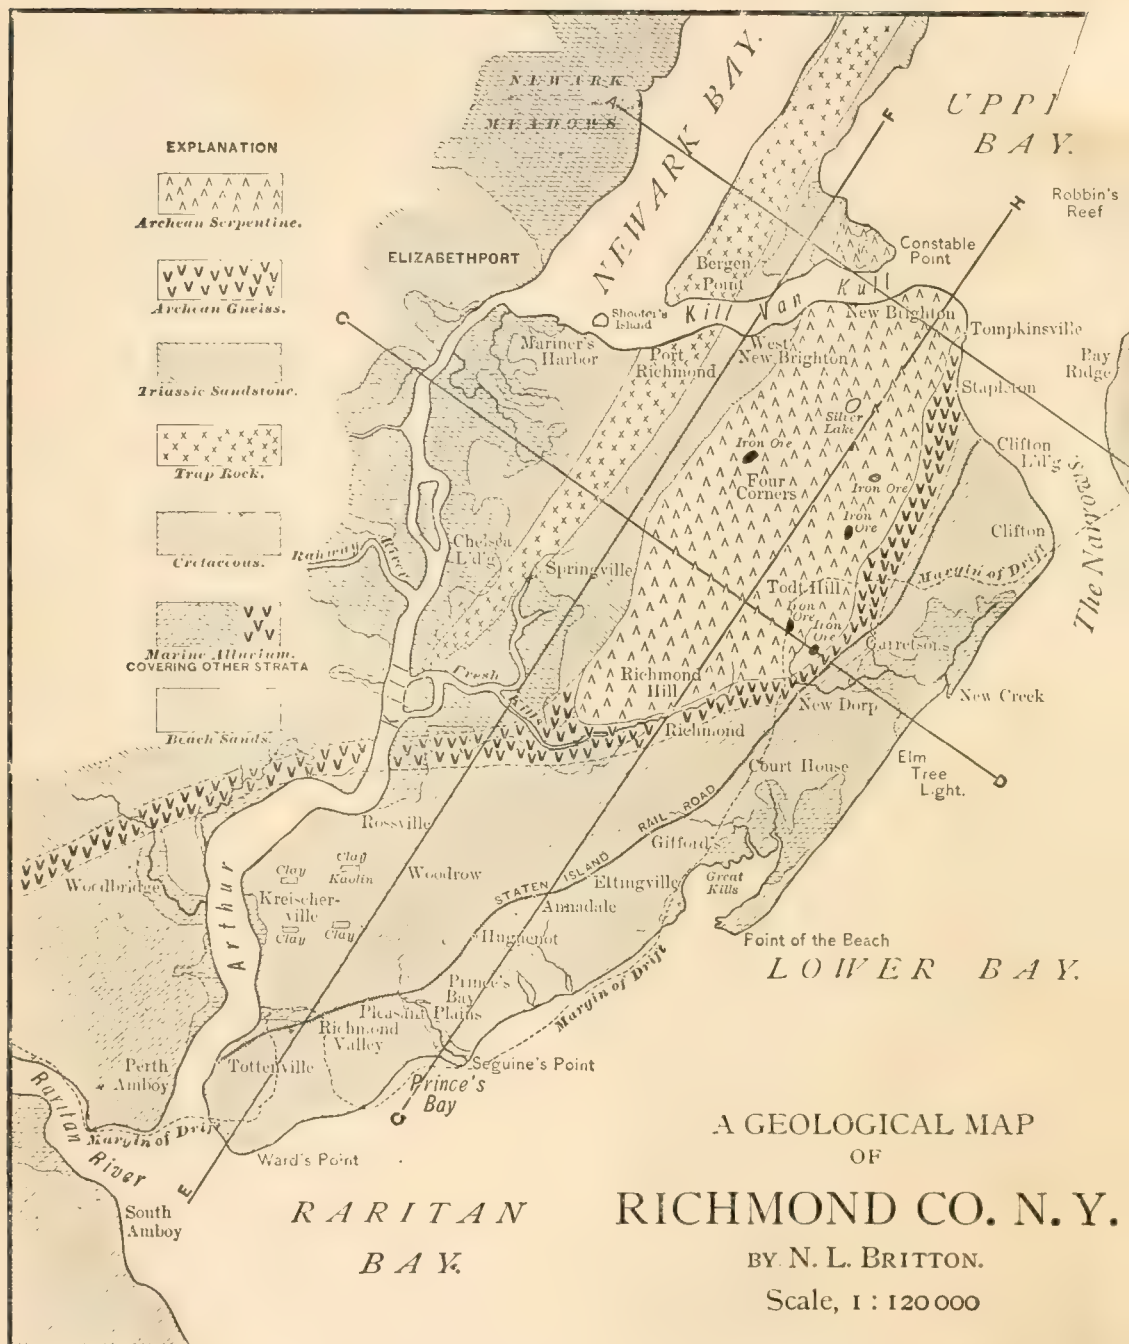 NEWARK
MEADOWS
A
NEWARK BAY.
F
UPP
BAY.
EXPLANATION
Archean Serpentine.
Archean Gneiss.
Triassic Sandstone.
Trap Rock.
Cretaceous.
Marine Alluvium.
COVERING OTHER STRATA
Beach Sands.
H
Robbin's
Reef
ELIZABETHPORT
Constable
Point
Bergen
Point
Shooter's
Island
Kill Van Kull
New Brighton
Tompkinsville
C
Mariner's
Harbor
Port
Richmond
West
New Brighton
Bay
Ridge
Stapleton
Silver
Lake
Iron Ore
Four
Corners
Iron Ore
Iron
Ore
Clifton
L'd'g
The Narrows
Clifton
Chelsea
L'd'g
Rahway River
Springville
Margin of Drift
Todt Hill
Iron
Ore
Iron
Ore
Garretsons
Fresh Kills
Richmond
Hill
New Creek
New Dorp
Richmond
Elm
Tree
Light.
D
Court House
Rossville
STATEN ISLAND RAIL ROAD
Gifford's
Clay
Clay
Kaolin
Woodrow
Great
Kills
Woodbridge
Kreischer-
ville
Eltingville
Annadale
Clay
Clay
Arthur
Huguenot
Point of the Beach
LOWER BAY.
Prince's
Bay
Pleasant Plains
Margin of Drift
Richmond
Valley
Perth
Amboy
Tottenville
Seguine's Point
Prince's
Bay
G
Raritan River
Margin of Drift
Ward's Point
E
South
Amboy
RARITAN
BAY.
A GEOLOGICAL MAP
OF
RICHMOND CO. N. Y.
BY N. L. BRITTON.
Scale, 1 : 120 000